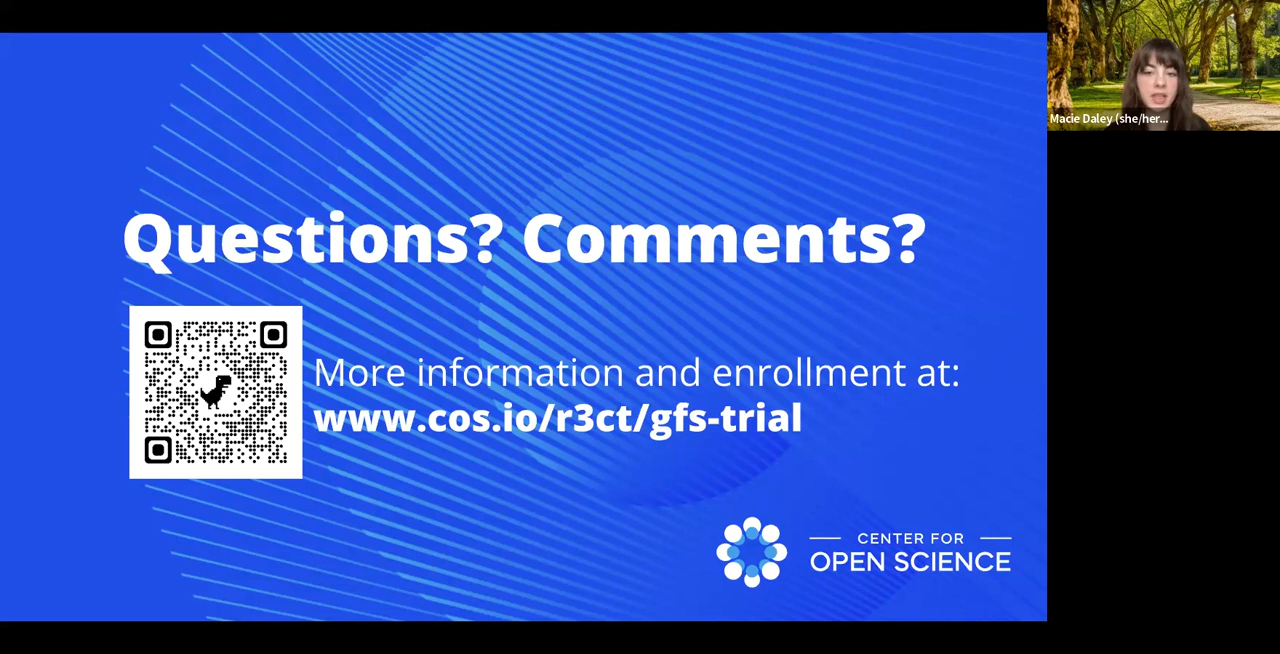 Macie Daley (she/her...
Questions? Comments?
More information and enrollment at:
www.cos.io/r3ct/gfs-trial
CENTER FOR
OPEN SCIENCE